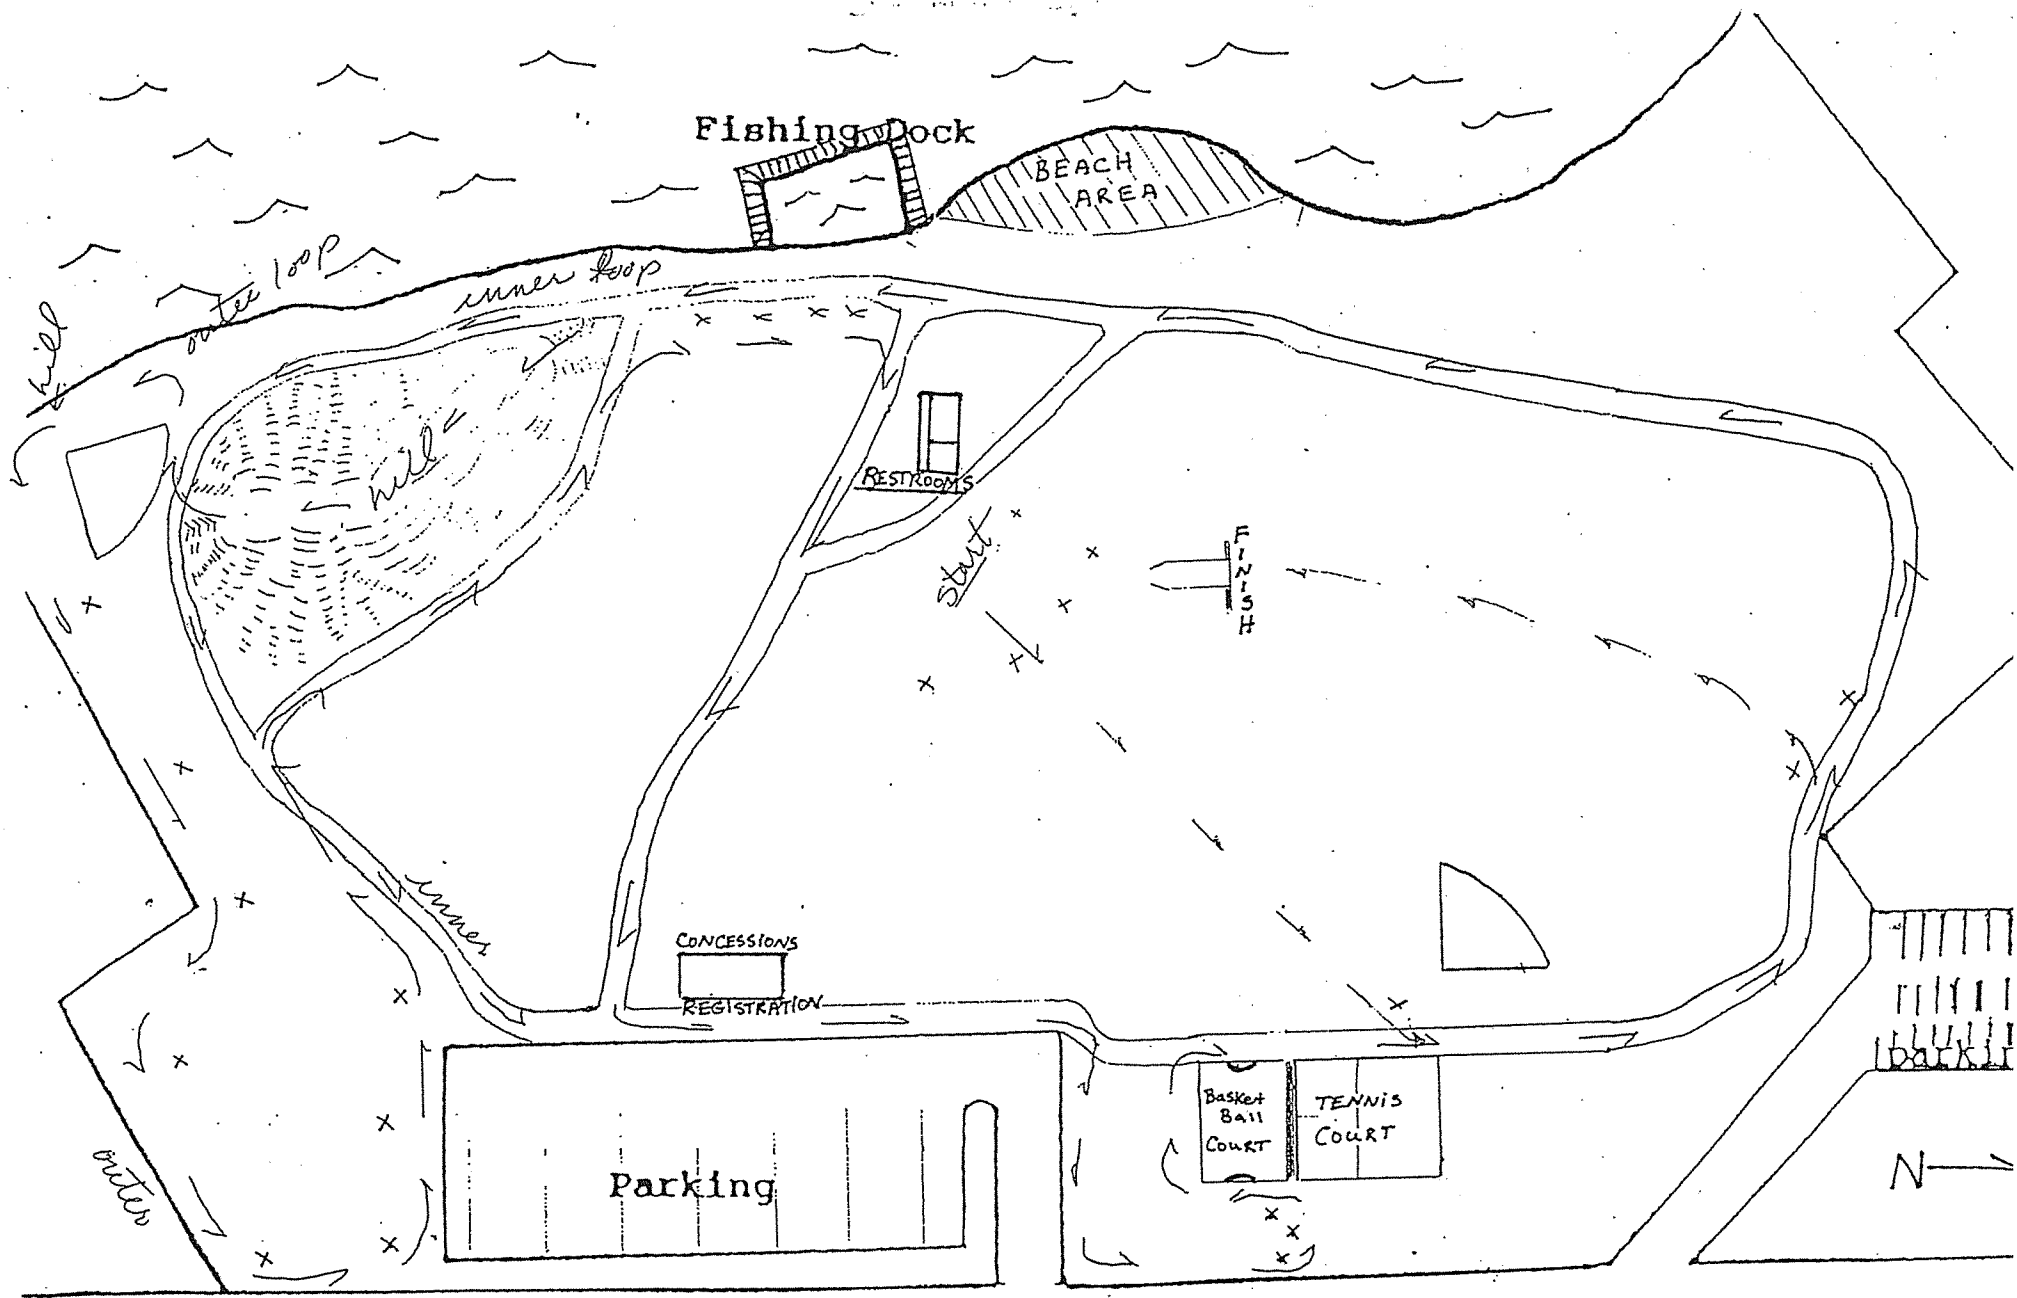 Fishing Dock
BEACH
AREA
outer loop
inner loop
hill
hill
RESTROOMS
Start
FINISH
inner
CONCESSIONS
REGISTRATION
Basket
Ball
COURT
TENNIS
COURT
Parking
outer
N